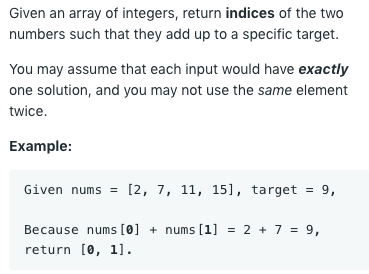 Given an array of integers, return indices of the two
numbers such that they add up to a specific target.
You may assume that each input would have exactly
one solution, and you may not use the same element
twice.
Example:
Given nums = [2, 7, 11, 15], target = 9,
Because nums[0] + nums[1] = 2 + 7 = 9,
return [0, 1].